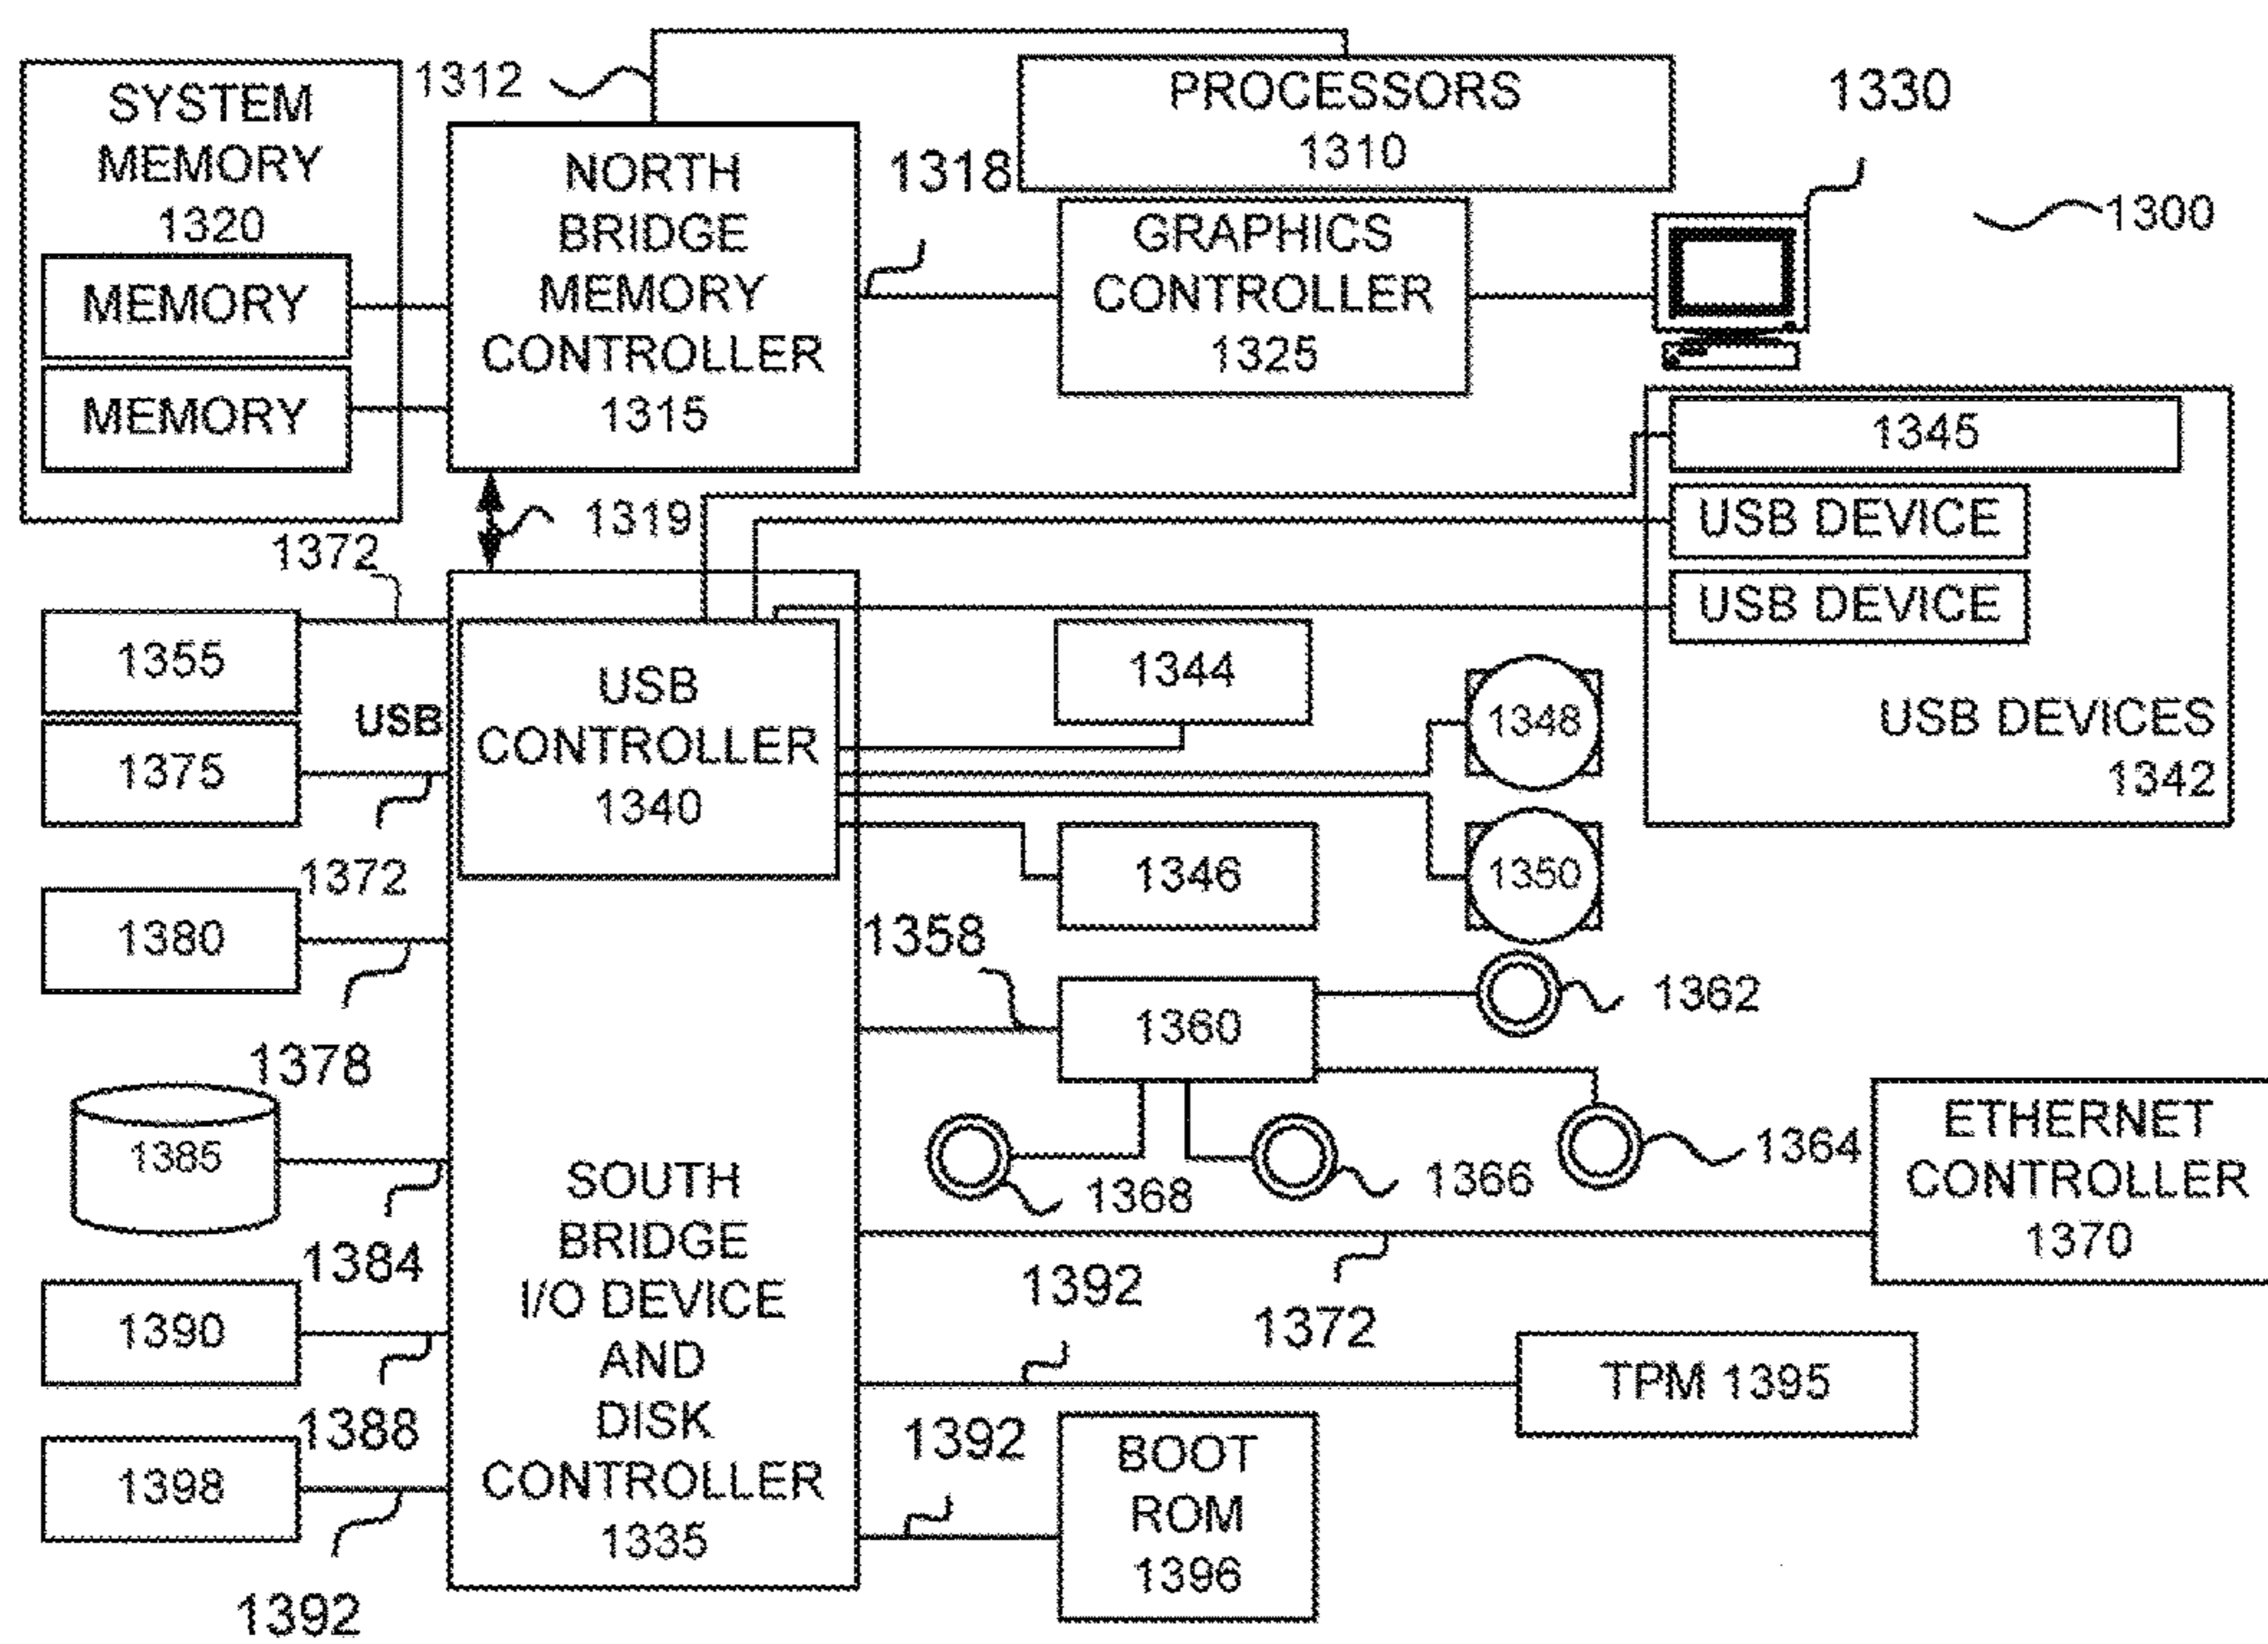 SYSTEM
MEMORY
1320
MEMORY
MEMORY
1312
NORTH
BRIDGE
MEMORY
CONTROLLER
1315
1318
PROCESSORS
1310
GRAPHICS
CONTROLLER
1325
1330
1300
1319
1345
USB DEVICE
USB DEVICE
USB DEVICES
1342
1372
1355
USB
1375
1372
USB
CONTROLLER
1340
1344
1348
1346
1350
1380
1378
1358
1360
1362
1364
1366
1368
1385
1384
SOUTH
BRIDGE
I/O DEVICE
AND
DISK
CONTROLLER
1335
ETHERNET
CONTROLLER
1370
1372
1390
1388
1392
TPM 1395
1398
1392
1392
BOOT
ROM
1396